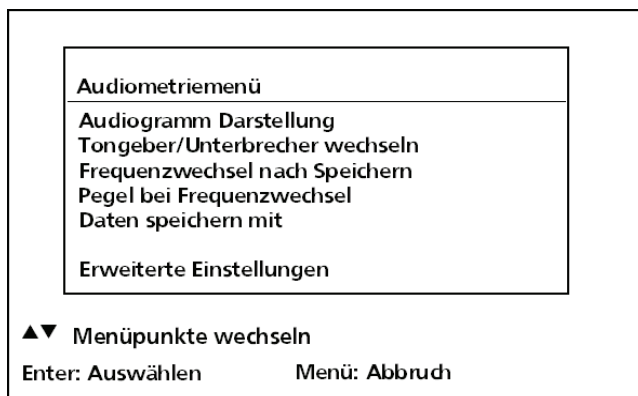 Audiometriemenü
Audiogramm Darstellung
Tongeber/Unterbrecher wechseln
Frequenzwechsel nach Speichern
Pegel bei Frequenzwechsel
Daten speichern mit
Erweiterte Einstellungen
▲▼ Menüpunkte wechseln
Enter: Auswählen Menü: Abbruch